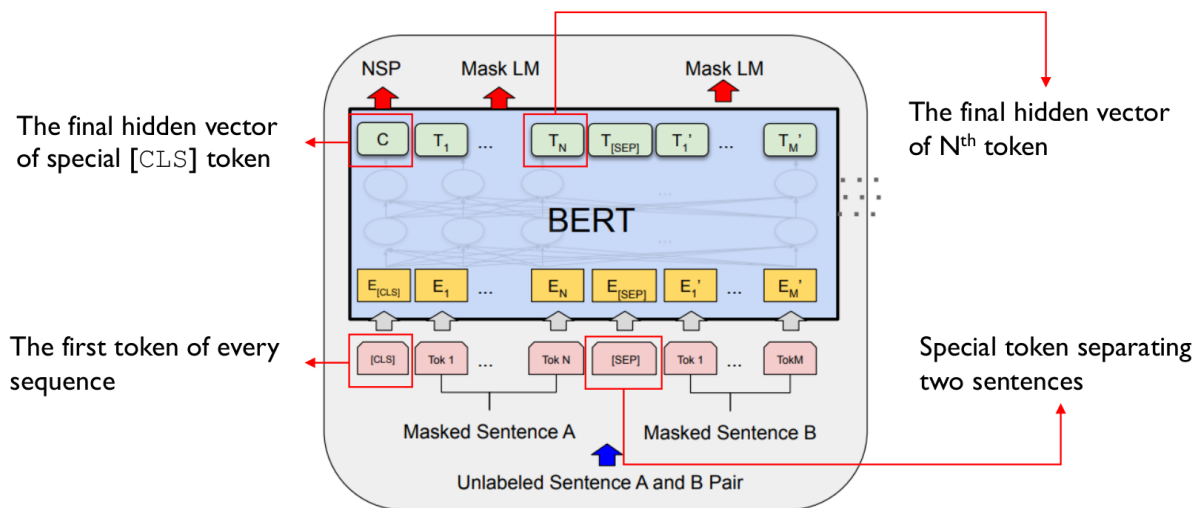 NSP Mask LM Mask LM
The final hidden vector
of special [CLS] token
The final hidden vector
of Nth token
C T1 ... TN T[SEP] T1' ... TM'
...
BERT
...
E[CLS] E1 ... EN E[SEP] E1' ... EM'
The first token of every
sequence
[CLS] Tok 1 ... Tok N [SEP] Tok 1 ... TokM
Special token separating
two sentences
Masked Sentence A Masked Sentence B
Unlabeled Sentence A and B Pair